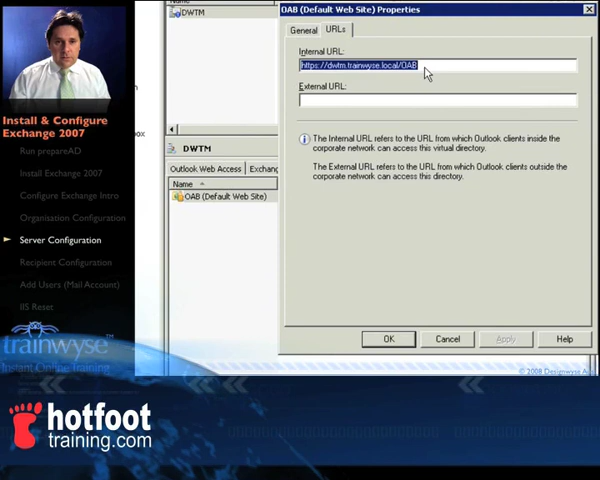 DWTM
OAB (Default Web Site) Properties
General
URLs
Internal URL:
https://dwtm.trainwyse.local/OAB
External URL:
The Internal URL refers to the URL from which Outlook clients inside the
corporate network can access this virtual directory.
The External URL refers to the URL from which Outlook clients outside the
corporate network can access this directory.
OK
Cancel
Apply
Help
box
DWTM
Outlook Web Access
Exchang
Name
OAB (Default Web Site)
Install & Configure
Exchange 2007
Run prepareAD
Install Exchange 2007
Configure Exchange Intro
Organisation Configuration
Server Configuration
Recipient Configuration
Add Users (Mail Account)
IIS Reset
trainwyse™
Instant Online Training
© 2008 Designwyse
hotfoot
training.com